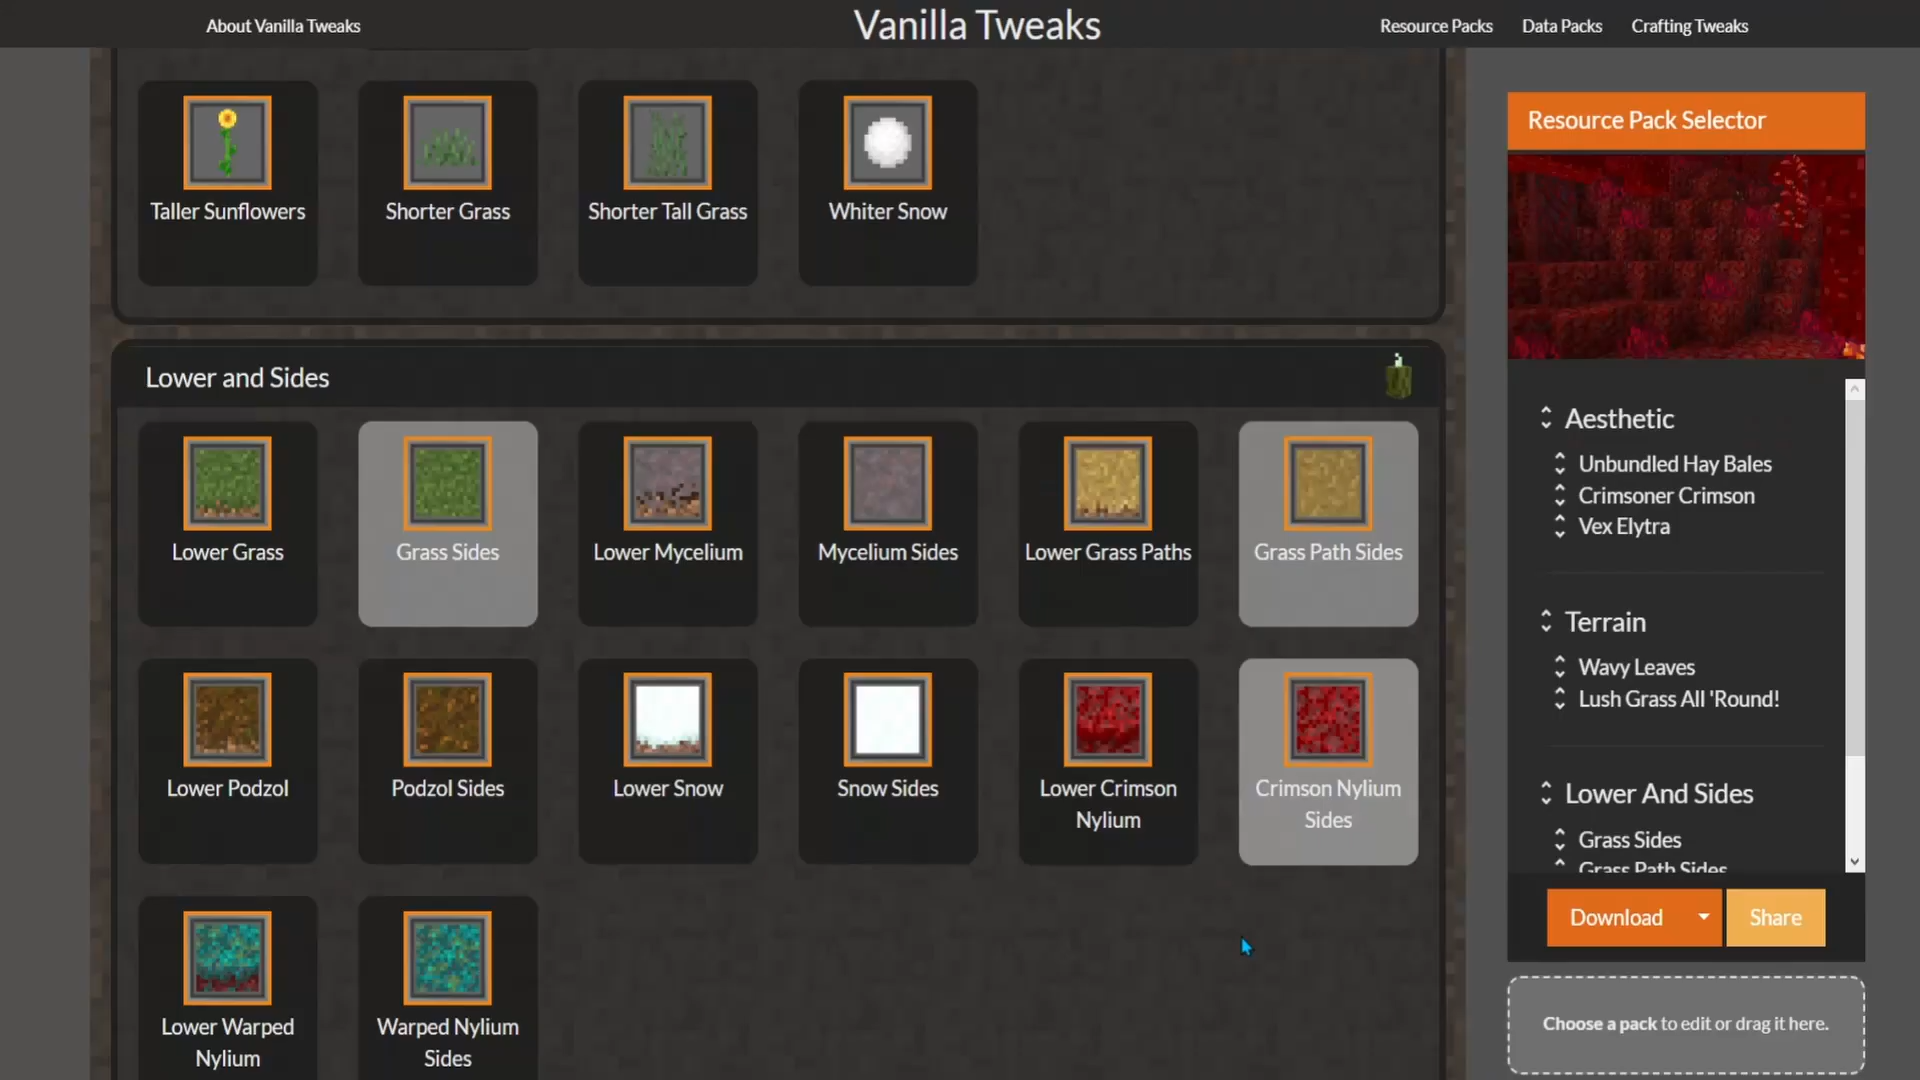 About Vanilla Tweaks
Vanilla Tweaks
Resource Packs
Data Packs
Crafting Tweaks
Taller Sunflowers
Shorter Grass
Shorter Tall Grass
Whiter Snow
Lower and Sides
Lower Grass
Grass Sides
Lower Mycelium
Mycelium Sides
Lower Grass Paths
Grass Path Sides
Lower Podzol
Podzol Sides
Lower Snow
Snow Sides
Lower Crimson
Nylium
Crimson Nylium
Sides
Lower Warped
Nylium
Warped Nylium
Sides
Resource Pack Selector
Aesthetic
Unbundled Hay Bales
Crimsoner Crimson
Vex Elytra
Terrain
Wavy Leaves
Lush Grass All 'Round!
Lower And Sides
Grass Sides
Grass Path Sides
Download
Share
Choose a pack to edit or drag it here.